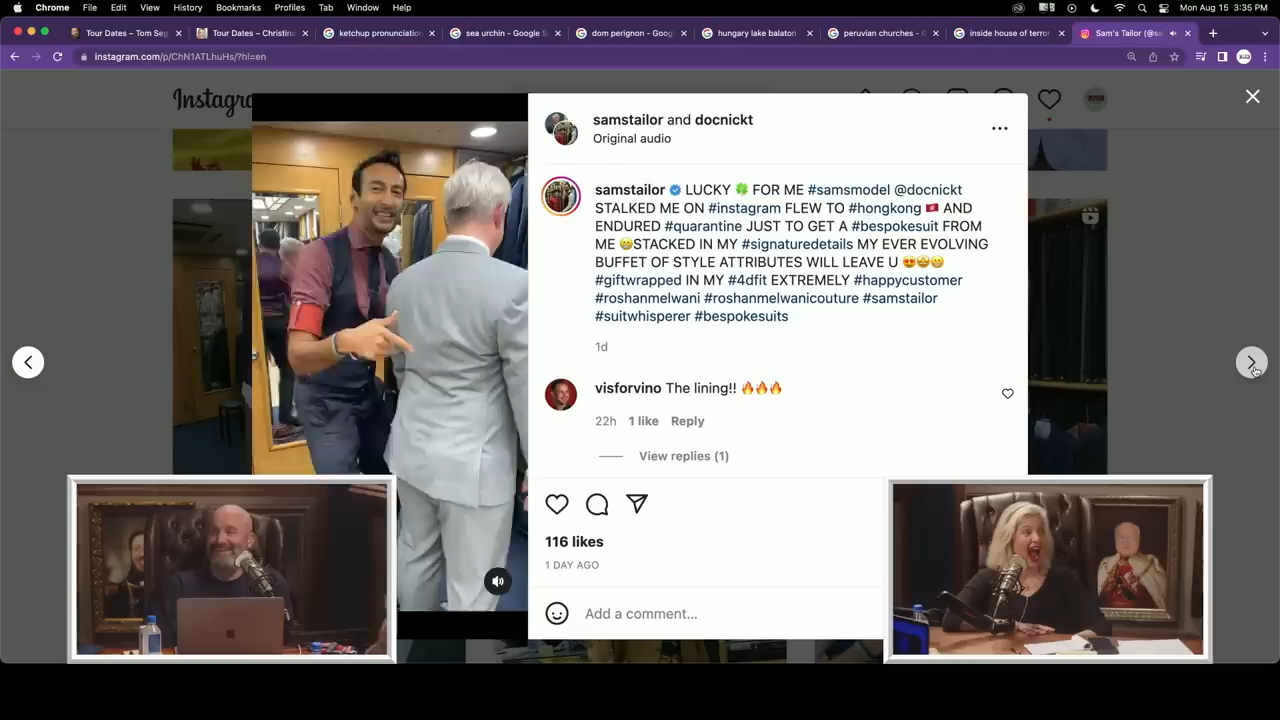 Chrome File Edit View History Bookmarks Profiles Tab Window Help
Mon Aug 15 3:35 PM
Tour Dates – Tom Seg
Tour Dates – Christina
ketchup pronunciation
sea urchin – Google S
dom perignon – Goog
hungary lake balaton
peruvian churches – G
inside house of terror
Sam's Tailor (@sa
instagram.com/p/ChN1ATLhuHs/?hl=en
Instagra
samstailor and docnickt
Original audio
samstailor LUCKY 🍀 FOR ME #samsmodel @docnickt
STALKED ME ON #instagram FLEW TO #hongkong 🇭🇰 AND
ENDURED #quarantine JUST TO GET A #bespokesuit FROM
ME 😁STACKED IN MY #signaturedetails MY EVER EVOLVING
BUFFET OF STYLE ATTRIBUTES WILL LEAVE U 😍🤩😁
#giftwrapped IN MY #4dfit EXTREMELY #happycustomer
#roshanmelwani #roshanmelwanicouture #samstailor
#suitwhisperer #bespokesuits
1d
visforvino The lining!! 🔥🔥🔥
22h 1 like Reply
View replies (1)
116 likes
1 DAY AGO
Add a comment...